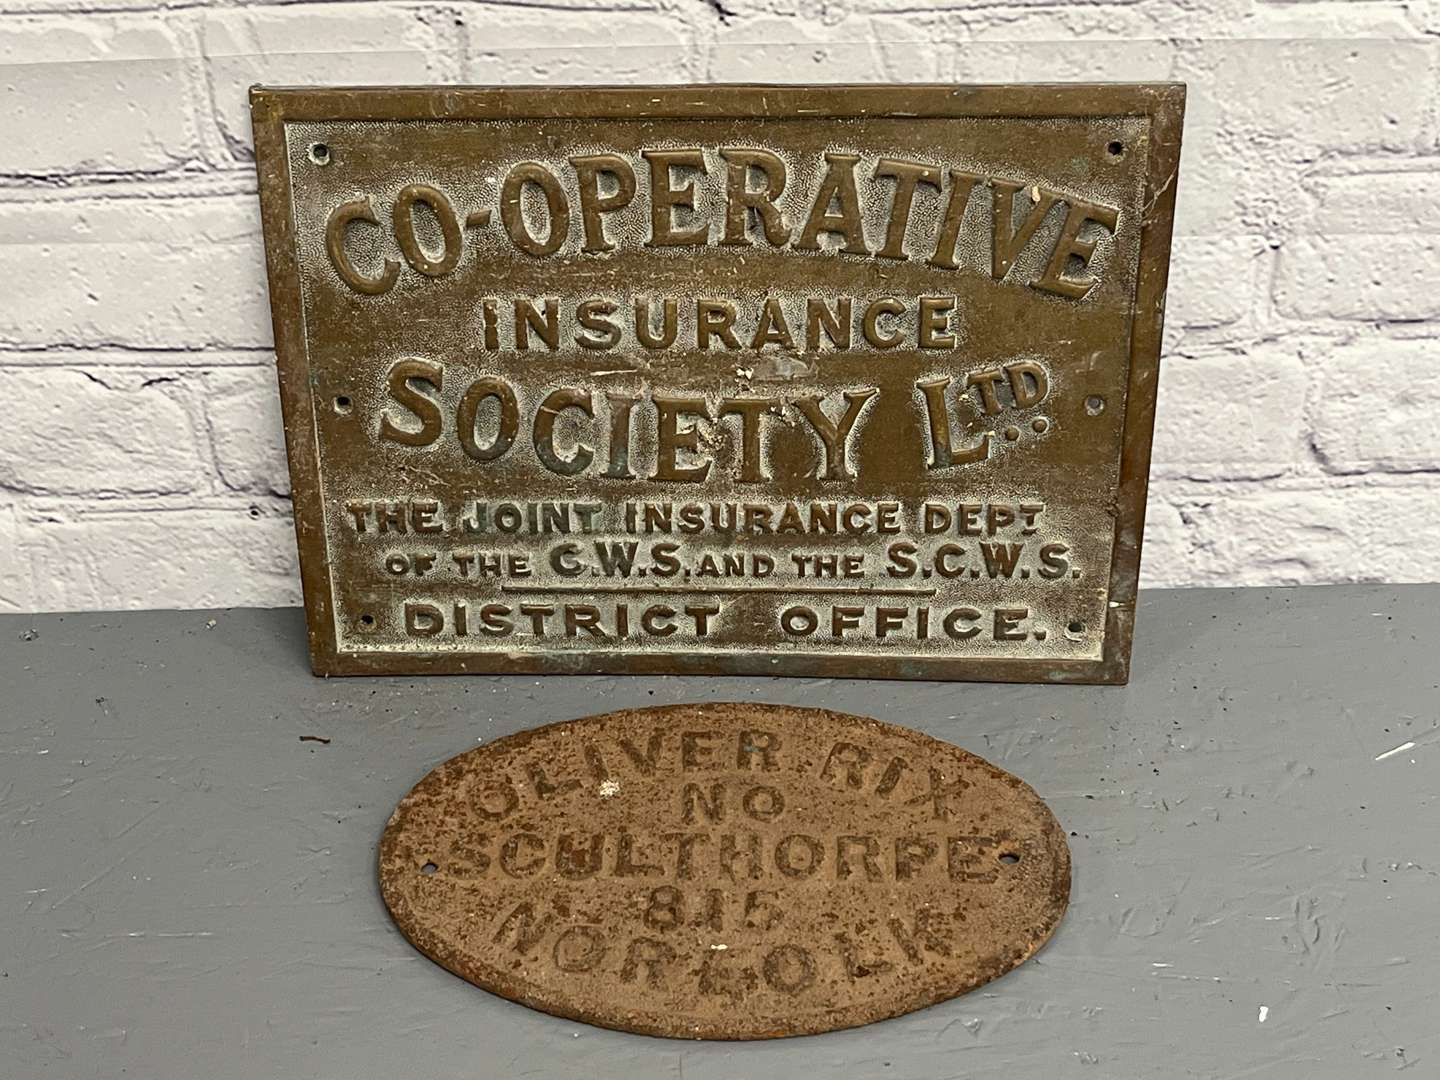 CO-OPERATIVE
INSURANCE
SOCIETY LTD.
THE JOINT INSURANCE DEPT
OF THE C.W.S. AND THE S.C.W.S.
DISTRICT OFFICE.
OLIVER RIX
NO
SCULTHORPE
815
NORFOLK